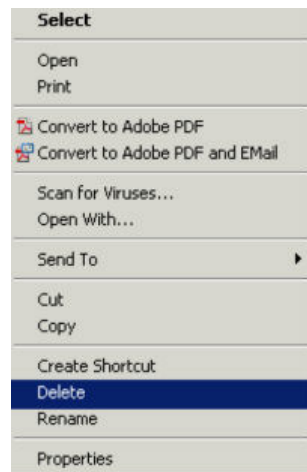 Select
Open
Print
Convert to Adobe PDF
Convert to Adobe PDF and EMail
Scan for Viruses...
Open With...
Send To
Cut
Copy
Create Shortcut
Delete
Rename
Properties